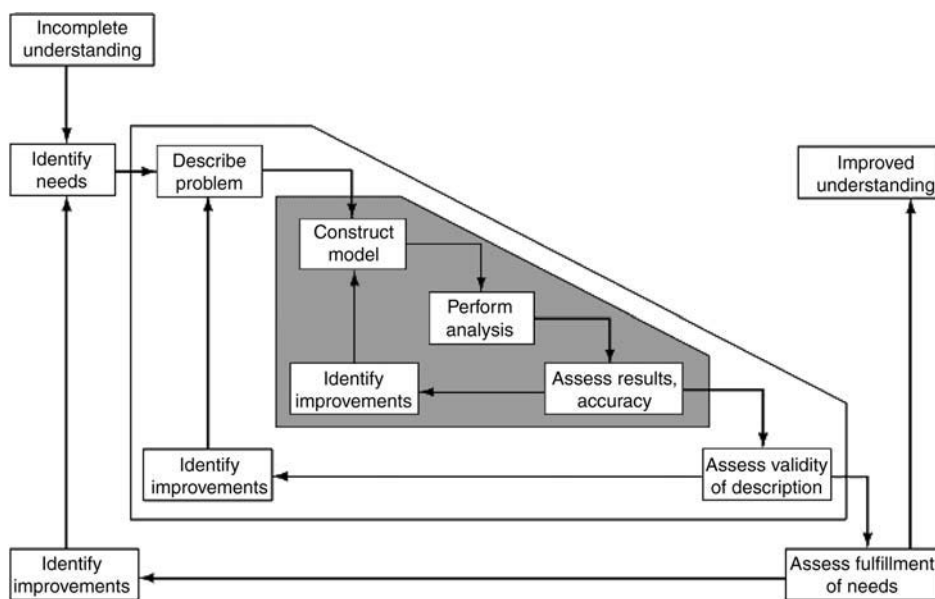 Incomplete
understanding
Identify
needs
Describe
problem
Improved
understanding
Construct
model
Perform
analysis
Identify
improvements
Assess results,
accuracy
Identify
improvements
Assess validity
of description
Identify
improvements
Assess fulfillment
of needs